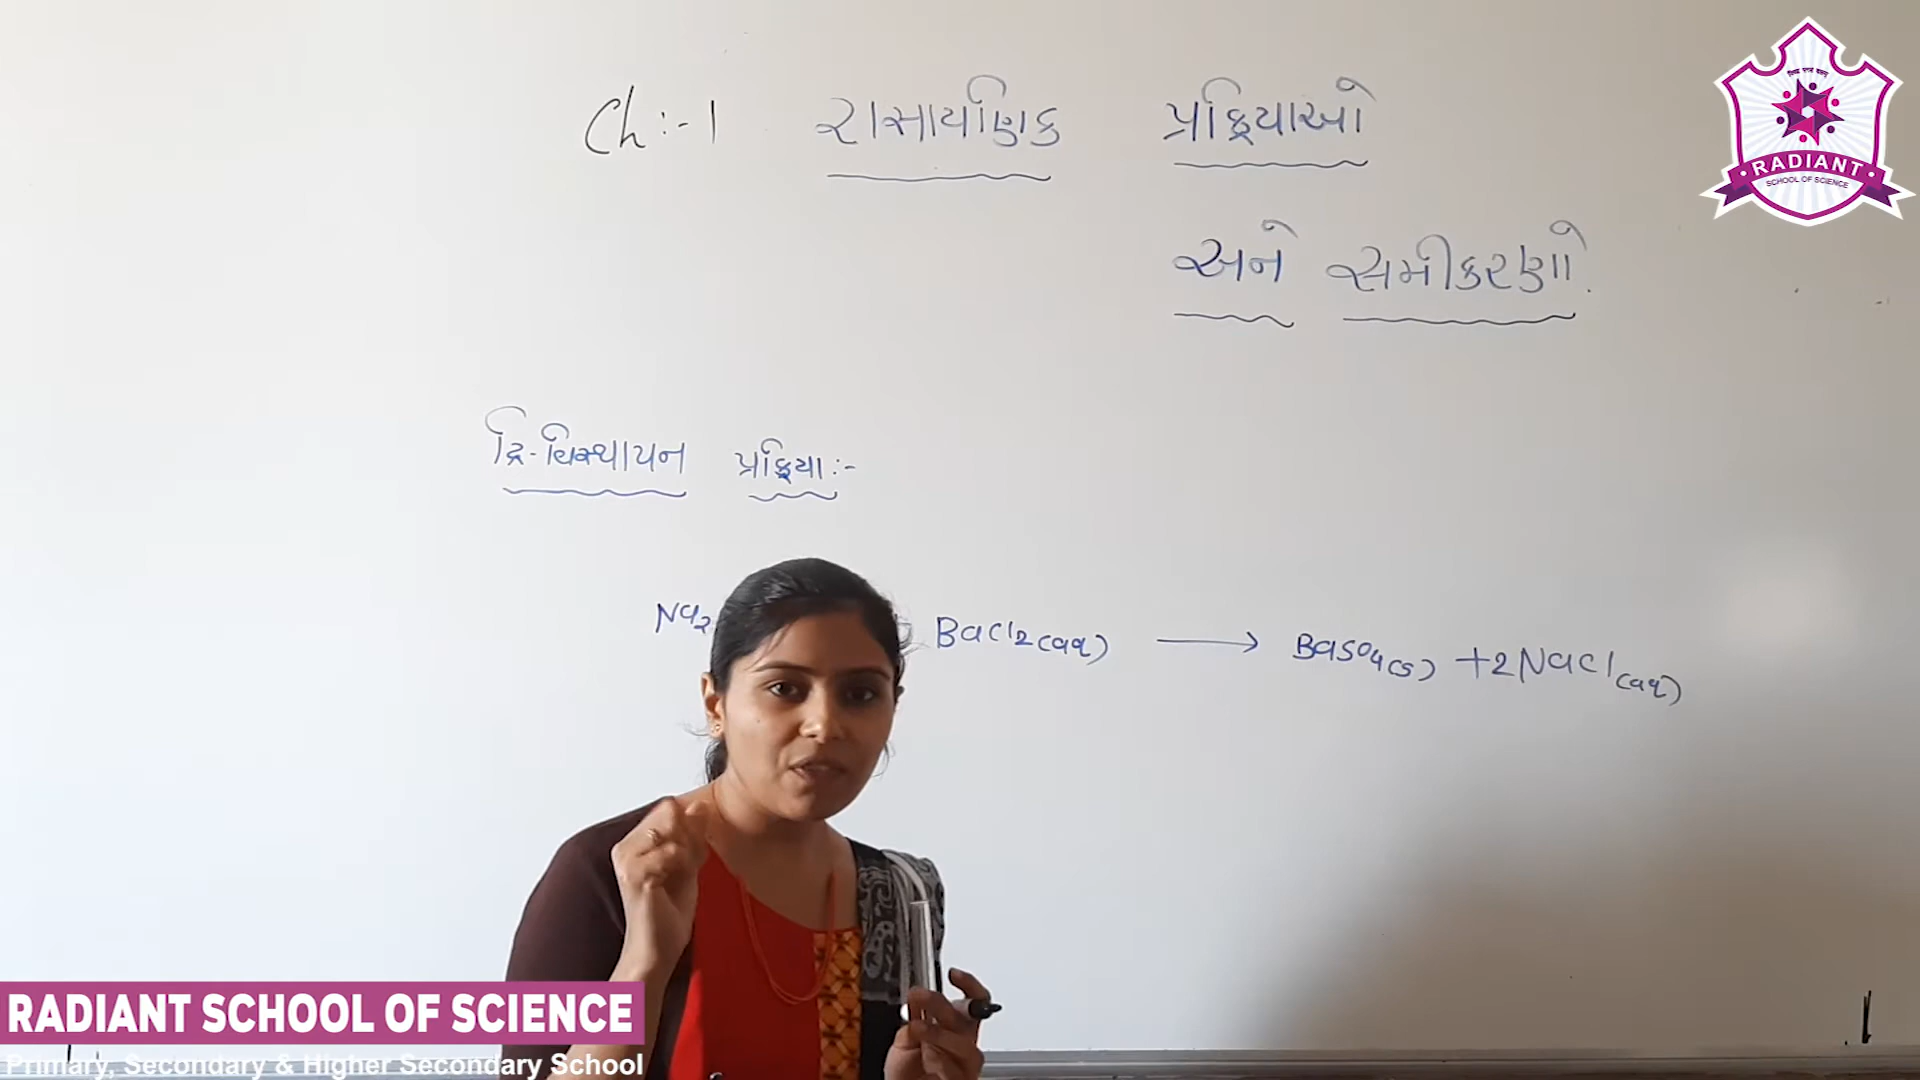 Ch :- 1 રાસાયણિક પ્રક્રિયાઓ
અને સમીકરણો.
દ્વિ-વિસ્થાપન પ્રક્રિયા :-
Na2 BaCl2(aq) ⟶ BaSO4(s) + 2NaCl(aq)
RADIANT
SCHOOL OF SCIENCE
RADIANT SCHOOL OF SCIENCE
Primary, Secondary & Higher Secondary School